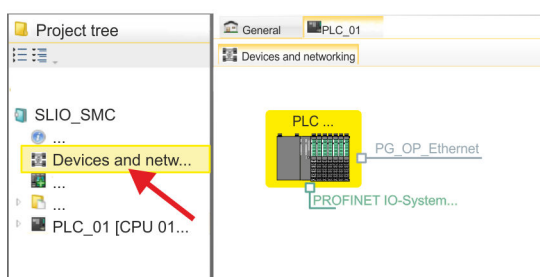 Project tree
SLIO_SMC
...
Devices and netw...
...
...
PLC_01 [CPU 01...
General
PLC_01
Devices and networking
PLC ...
PG_OP_Ethernet
PROFINET IO-System...